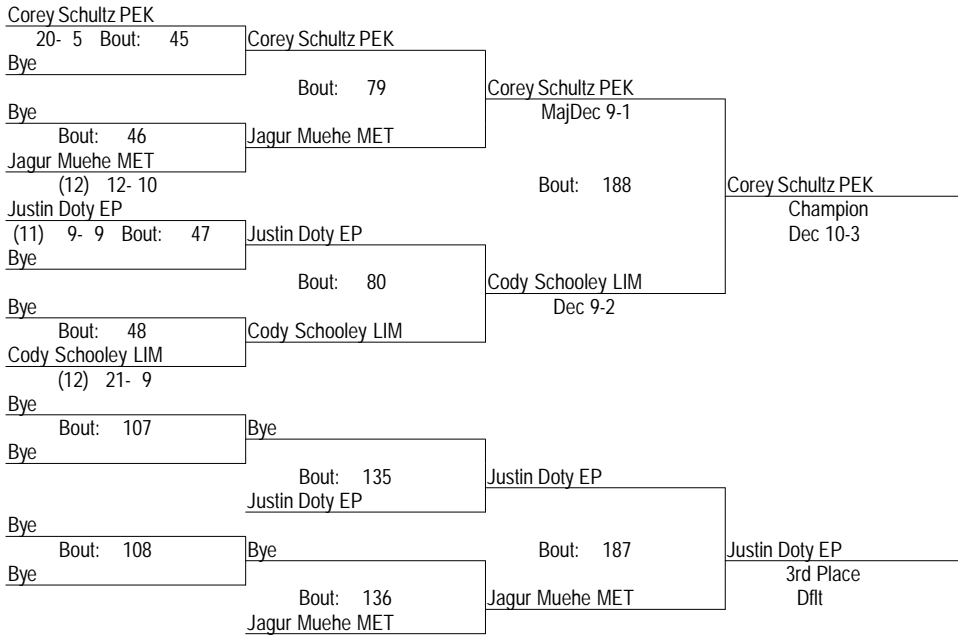 Corey Schultz PEK
20- 5 Bout: 45
Corey Schultz PEK
Bye
Bout: 79
Corey Schultz PEK
Bye
MajDec 9-1
Bout: 46
Jagur Muehe MET
Jagur Muehe MET
(12) 12- 10
Bout: 188
Corey Schultz PEK
Justin Doty EP
Champion
(11) 9- 9 Bout: 47
Justin Doty EP
Dec 10-3
Bye
Bout: 80
Cody Schooley LIM
Bye
Dec 9-2
Bout: 48
Cody Schooley LIM
Cody Schooley LIM
(12) 21- 9
Bye
Bout: 107
Bye
Bye
Bout: 135
Justin Doty EP
Justin Doty EP
Bye
Bout: 108
Bye
Bout: 187
Justin Doty EP
Bye
3rd Place
Bout: 136
Jagur Muehe MET
Dflt
Jagur Muehe MET